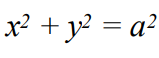 x² + y² = a²